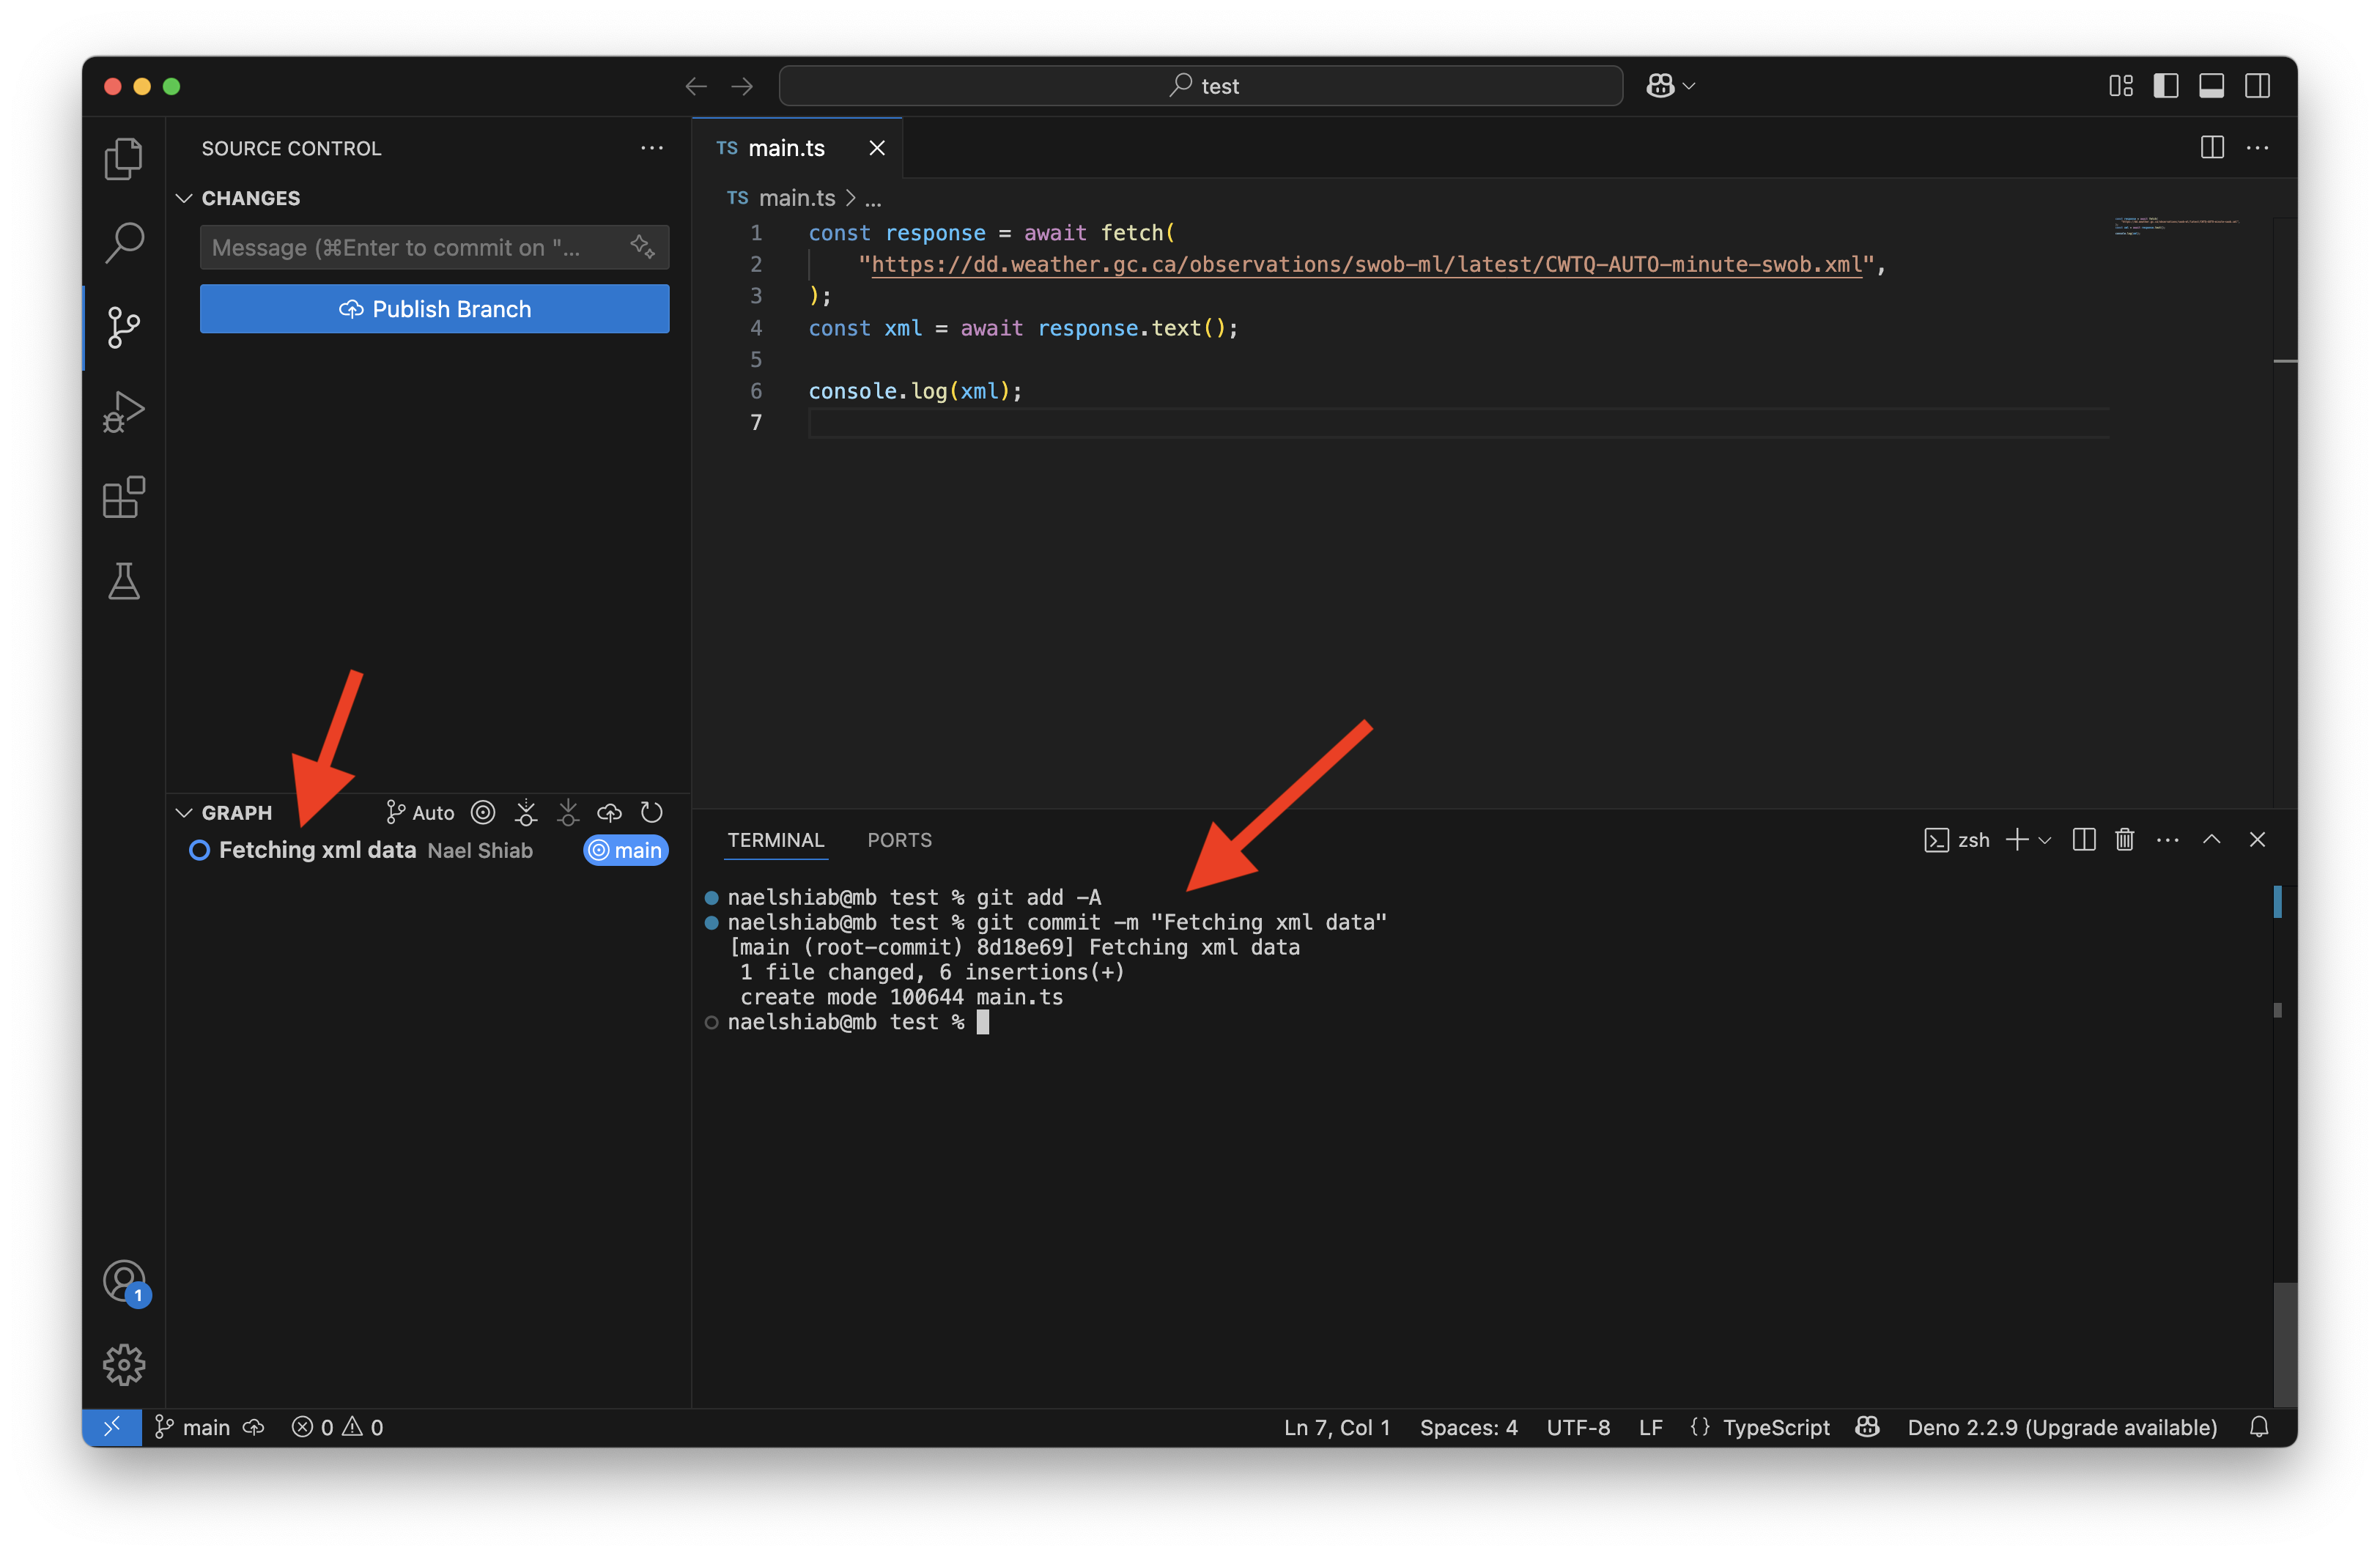 test
SOURCE CONTROL
CHANGES
Message (⌘Enter to commit on "...
Publish Branch
GRAPH
Auto
Fetching xml data Nael Shiab
main
TS main.ts
TS main.ts > ...
1 const response = await fetch(
2 "https://dd.weather.gc.ca/observations/swob-ml/latest/CWTQ-AUTO-minute-swob.xml",
3 );
4 const xml = await response.text();
5
6 console.log(xml);
7
TERMINAL PORTS
zsh
naelshiab@mb test % git add -A
naelshiab@mb test % git commit -m "Fetching xml data"
[main (root-commit) 8d18e69] Fetching xml data
1 file changed, 6 insertions(+)
create mode 100644 main.ts
naelshiab@mb test %
1
main 0 0 Ln 7, Col 1 Spaces: 4 UTF-8 LF {} TypeScript Deno 2.2.9 (Upgrade available)